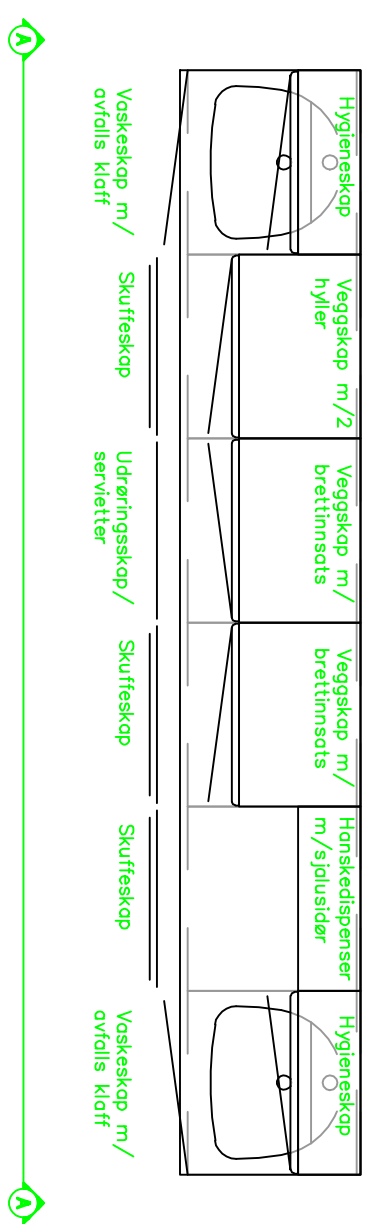 Hygieneskap
Veggskap m/2
hyller
Veggskap m/
brettinnsats
Veggskap m/
brettinnsats
Hanskedispenser
m/sjalusidør
Hygieneskap
Vaskeskap m/
avfalls klaff
Skuffeskap
Udrøringsskap/
servietter
Skuffeskap
Skuffeskap
Vaskeskap m/
avfalls klaff
A
A